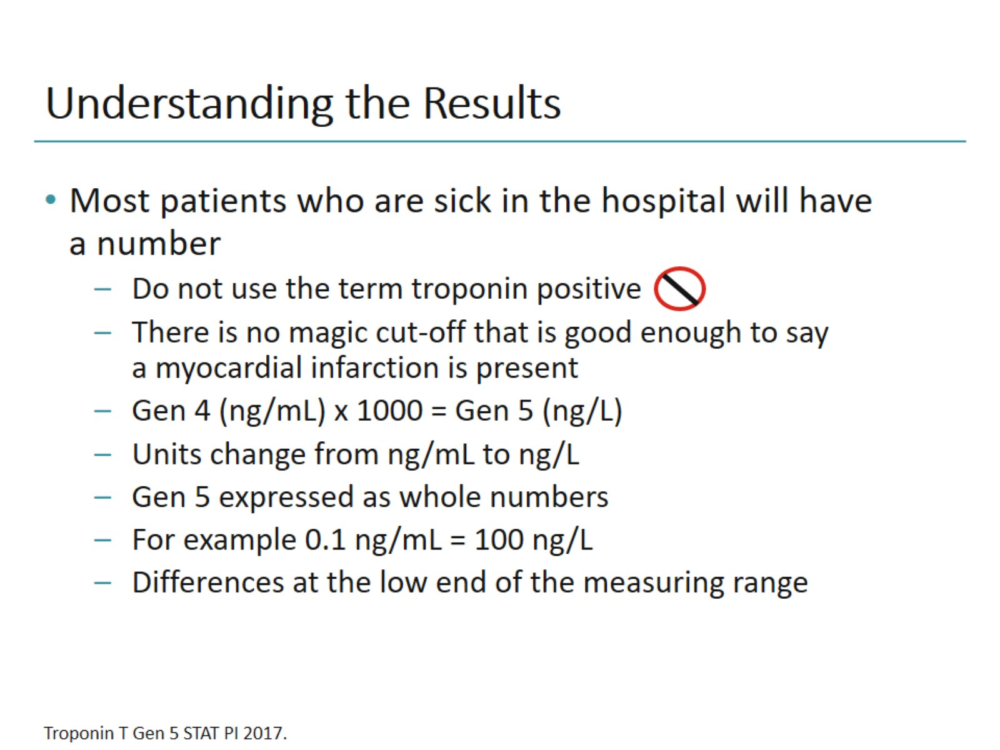 Understanding the Results
• Most patients who are sick in the hospital will have
a number
– Do not use the term troponin positive
– There is no magic cut-off that is good enough to say
a myocardial infarction is present
– Gen 4 (ng/mL) x 1000 = Gen 5 (ng/L)
– Units change from ng/mL to ng/L
– Gen 5 expressed as whole numbers
– For example 0.1 ng/mL = 100 ng/L
– Differences at the low end of the measuring range
Troponin T Gen 5 STAT PI 2017.